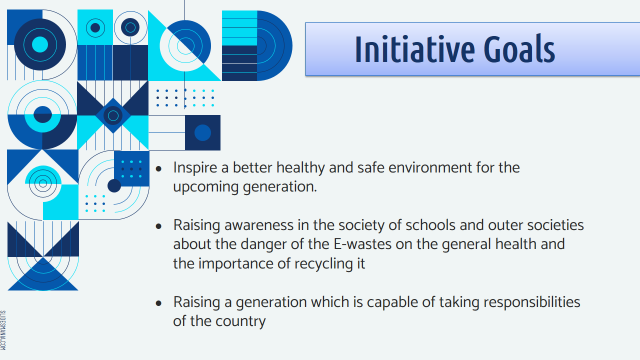 Initiative Goals
● Inspire a better healthy and safe environment for the
upcoming generation.
● Raising awareness in the society of schools and outer societies
about the danger of the E-wastes on the general health and
the importance of recycling it
● Raising a generation which is capable of taking responsibilities
of the country